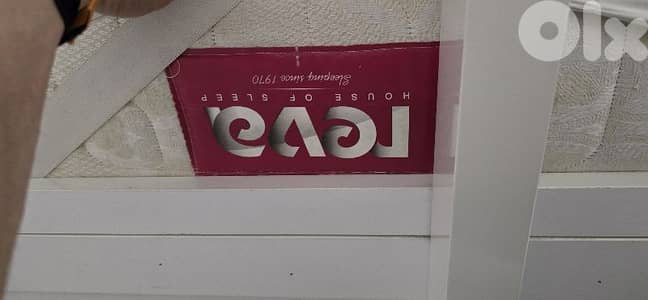 reva
HOUSE OF SLEEP
Sleeping since 1970
OLX